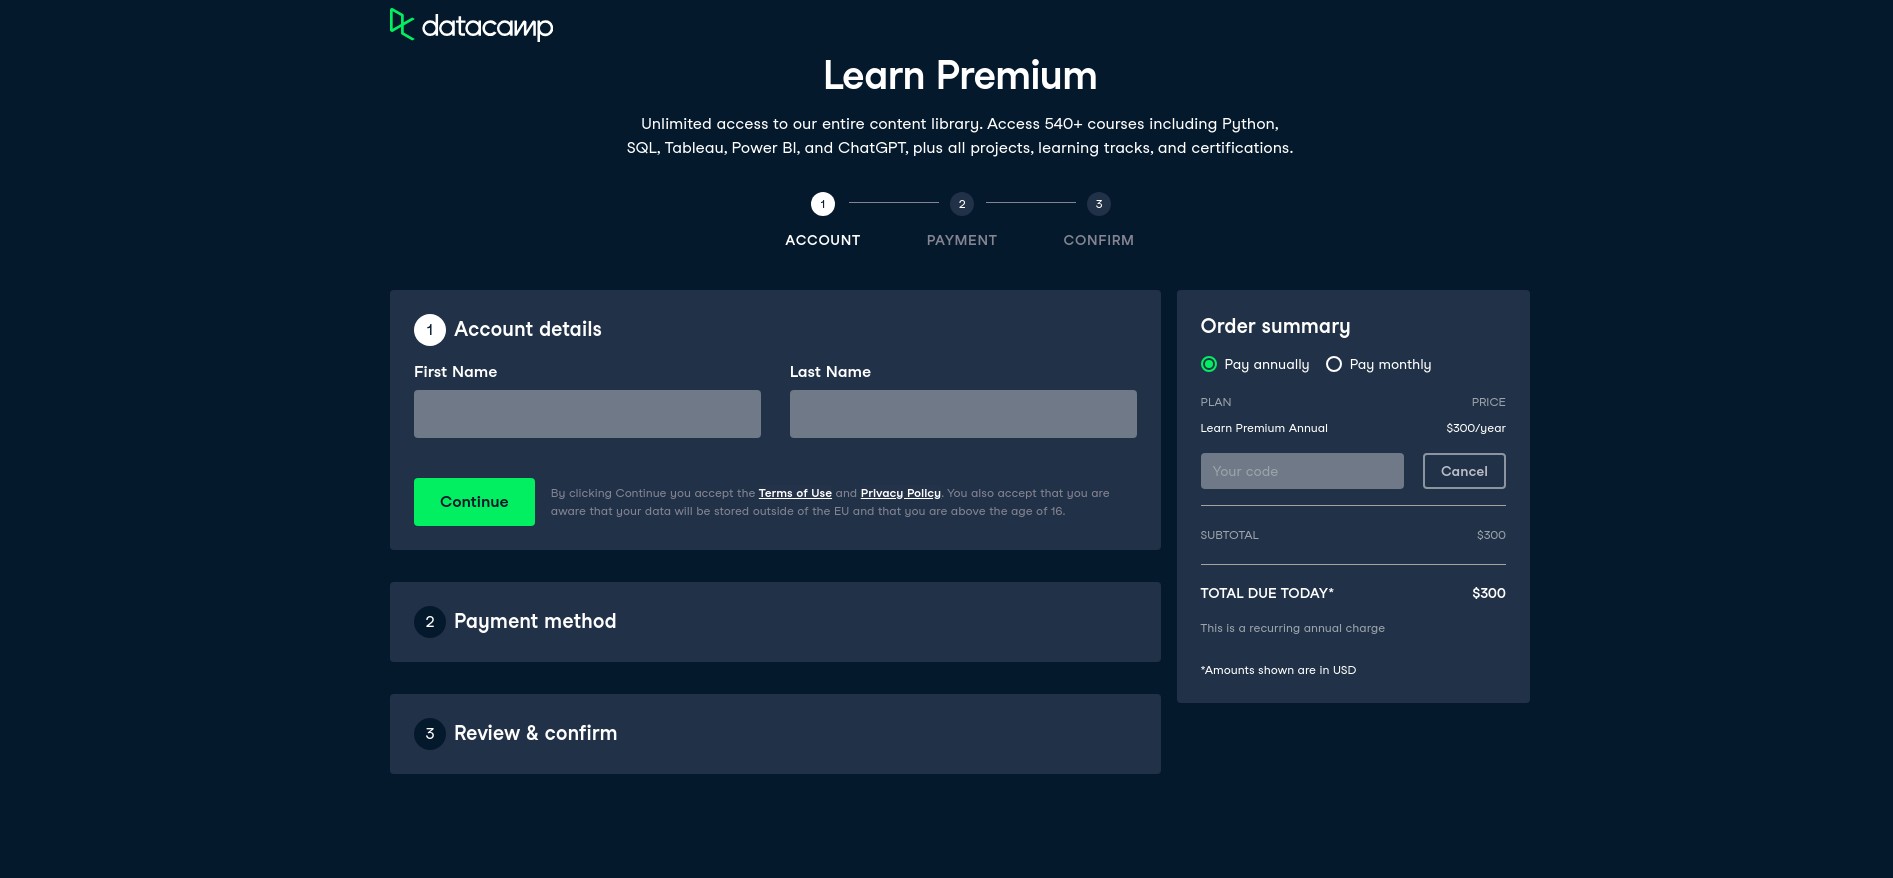 datacamp
Learn Premium
Unlimited access to our entire content library. Access 540+ courses including Python,
SQL, Tableau, Power BI, and ChatGPT, plus all projects, learning tracks, and certifications.
1
2
3
ACCOUNT
PAYMENT
CONFIRM
1 Account details
First Name
Last Name
Continue
By clicking Continue you accept the Terms of Use and Privacy Policy. You also accept that you are
aware that your data will be stored outside of the EU and that you are above the age of 16.
2 Payment method
3 Review & confirm
Order summary
Pay annually
Pay monthly
PLAN
PRICE
Learn Premium Annual
$300/year
Your code
Cancel
SUBTOTAL
$300
TOTAL DUE TODAY*
$300
This is a recurring annual charge
*Amounts shown are in USD